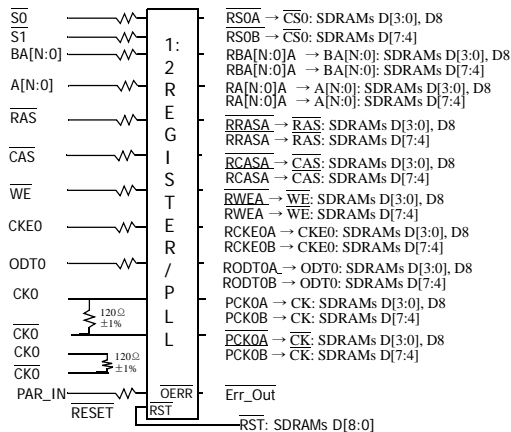 S0
S1
BA[N:0]
A[N:0]
RAS
CAS
WE
CKE0
ODT0
CK0
120Ω
±1%
CK0
CK0
120Ω
±1%
CK0
PAR_IN
RESET
1:
2
R
E
G
I
S
T
E
R
/
P
L
L
OERR
RST
RS0A → CS0: SDRAMs D[3:0], D8
RS0B → CS0: SDRAMs D[7:4]
RBA[N:0]A → BA[N:0]: SDRAMs D[3:0], D8
RBA[N:0]A → BA[N:0]: SDRAMs D[7:4]
RA[N:0]A → A[N:0]: SDRAMs D[3:0], D8
RA[N:0]A → A[N:0]: SDRAMs D[7:4]
RRASA → RAS: SDRAMs D[3:0], D8
RRASA → RAS: SDRAMs D[7:4]
RCASA → CAS: SDRAMs D[3:0], D8
RCASA → CAS: SDRAMs D[7:4]
RWEA → WE: SDRAMs D[3:0], D8
RWEA → WE: SDRAMs D[7:4]
RCKE0A → CKE0: SDRAMs D[3:0], D8
RCKE0B → CKE0: SDRAMs D[7:4]
RODT0A → ODT0: SDRAMs D[3:0], D8
RODT0B → ODT0: SDRAMs D[7:4]
PCK0A → CK: SDRAMs D[3:0], D8
PCK0B → CK: SDRAMs D[7:4]
PCK0A → CK: SDRAMs D[3:0], D8
PCK0B → CK: SDRAMs D[7:4]
Err_Out
RST: SDRAMs D[8:0]